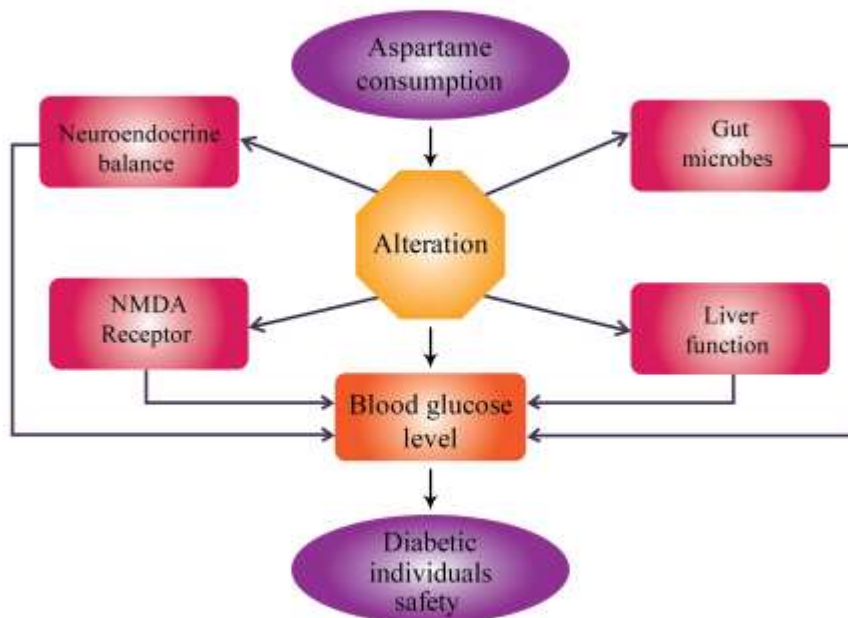 Aspartame
consumption
Neuroendocrine
balance
Gut
microbes
Alteration
NMDA
Receptor
Liver
function
Blood glucose
level
Diabetic
individuals
safety